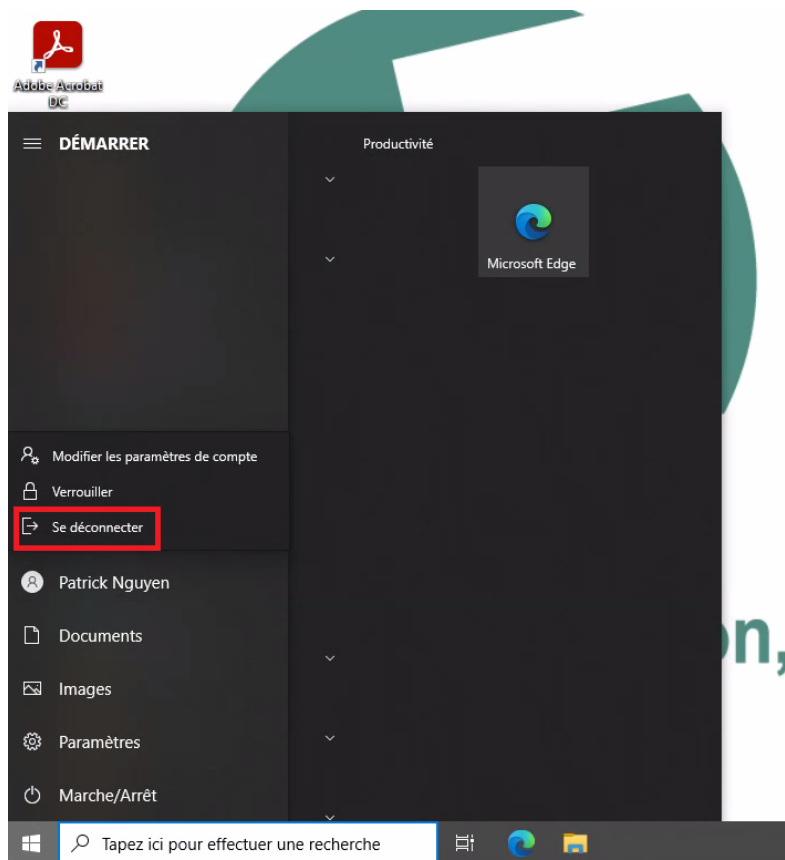 Adobe Acrobat
DC
DÉMARRER
Productivité
Microsoft Edge
Modifier les paramètres de compte
Verrouiller
Se déconnecter
Patrick Nguyen
Documents
Images
Paramètres
Marche/Arrêt
on,
Tapez ici pour effectuer une recherche